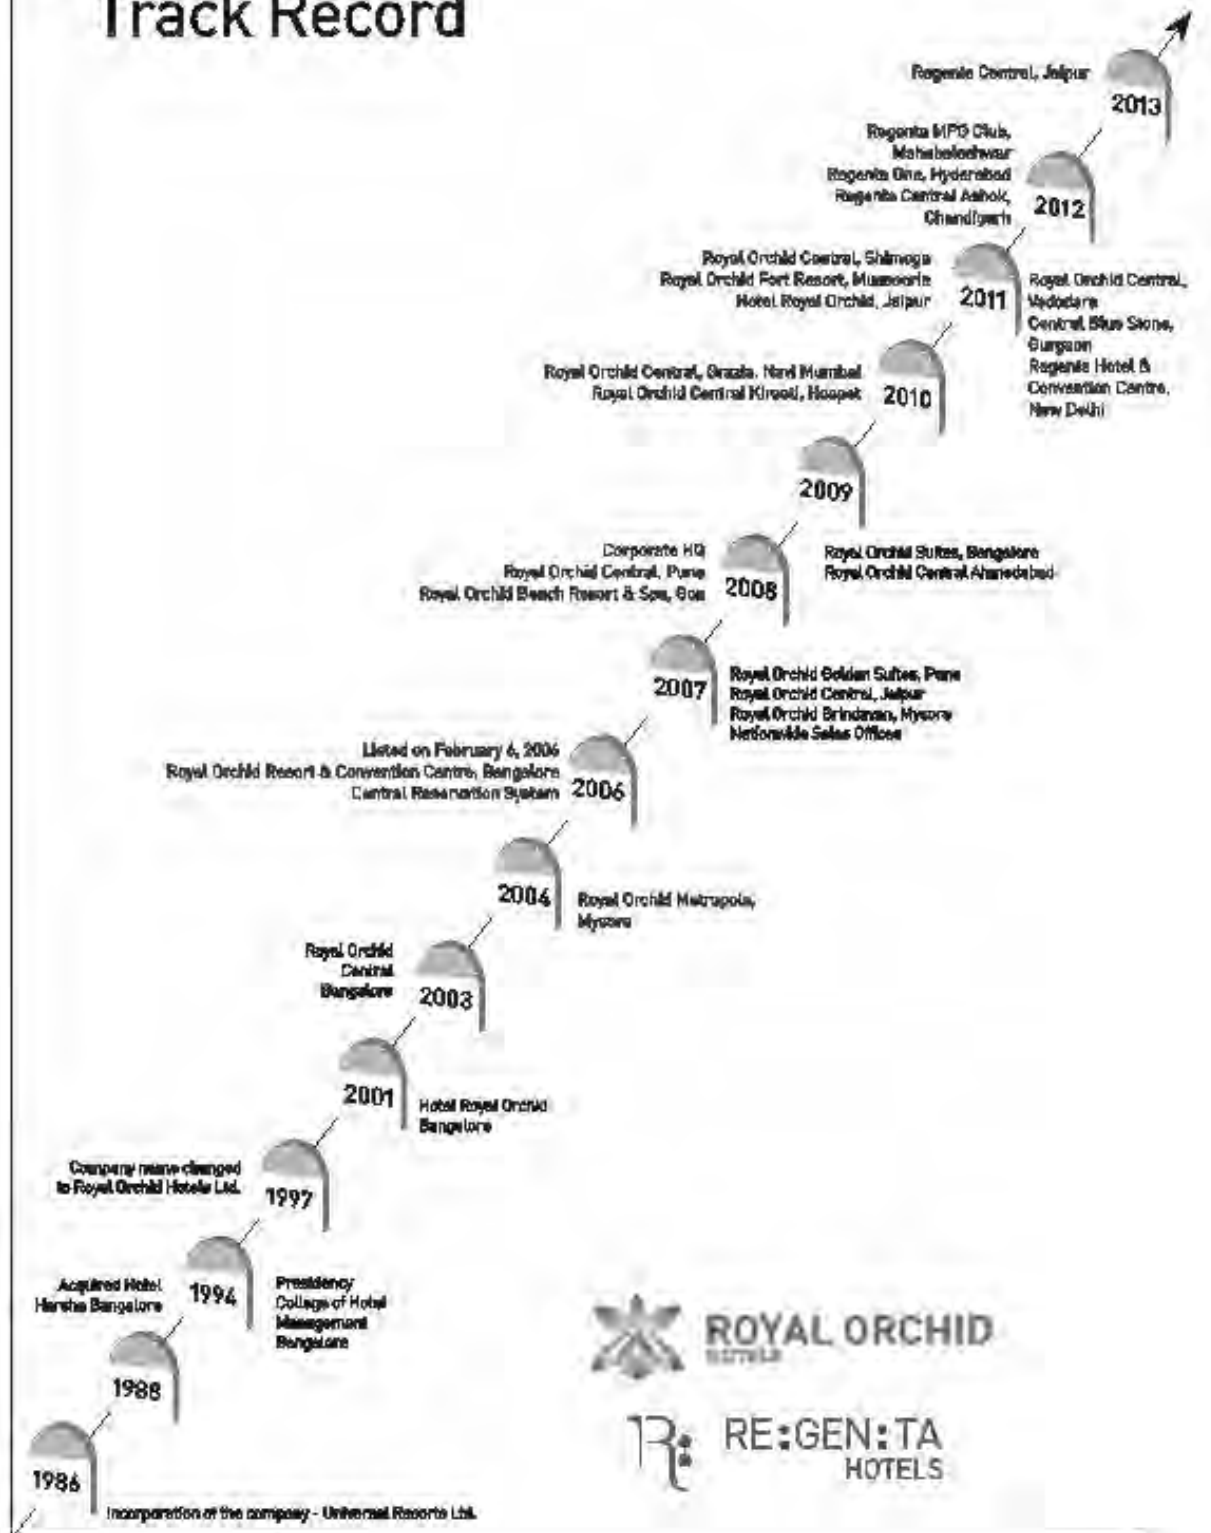 Track Record
Regenta Central, Jaipur
2013
Regenta MPG Club,
Mahabaleshwar
Regenta One, Hyderabad
Regenta Central Ashok,
Chandigarh
2012
Royal Orchid Central, Shimoga
Royal Orchid Fort Resort, Mussoorie
Hotel Royal Orchid, Jaipur
2011
Royal Orchid Central,
Vadodara
Central Blue Stone,
Gurgaon
Regenta Hotel &
Convention Centre,
New Delhi
Royal Orchid Central, Grazia, Navi Mumbai
Royal Orchid Central Kireeti, Hospet
2010
2009
Royal Orchid Suites, Bangalore
Royal Orchid Central Ahmedabad
Corporate HQ
Royal Orchid Central, Pune
Royal Orchid Beach Resort & Spa, Goa
2008
2007
Royal Orchid Golden Suites, Pune
Royal Orchid Central, Jaipur
Royal Orchid Brindavan, Mysore
Nationwide Sales Offices
Listed on February 6, 2006
Royal Orchid Resort & Convention Centre, Bangalore
Central Reservation System
2006
2004
Royal Orchid Metropole,
Mysore
Royal Orchid
Central
Bangalore
2003
2001
Hotel Royal Orchid
Bangalore
Company name changed
to Royal Orchid Hotels Ltd.
1997
1994
Presidency
College of Hotel
Management
Bangalore
Acquired Hotel
Harsha Bangalore
1988
1986
Incorporation of the company - Universal Resorts Ltd.
ROYAL ORCHID
HOTELS
RE:GEN:TA
HOTELS